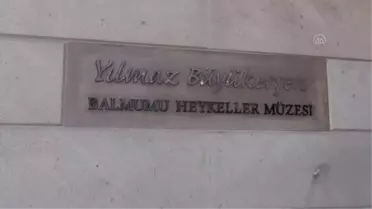 Yılmaz Büyükerşen
BALMUMU HEYKELLER MÜZESİ